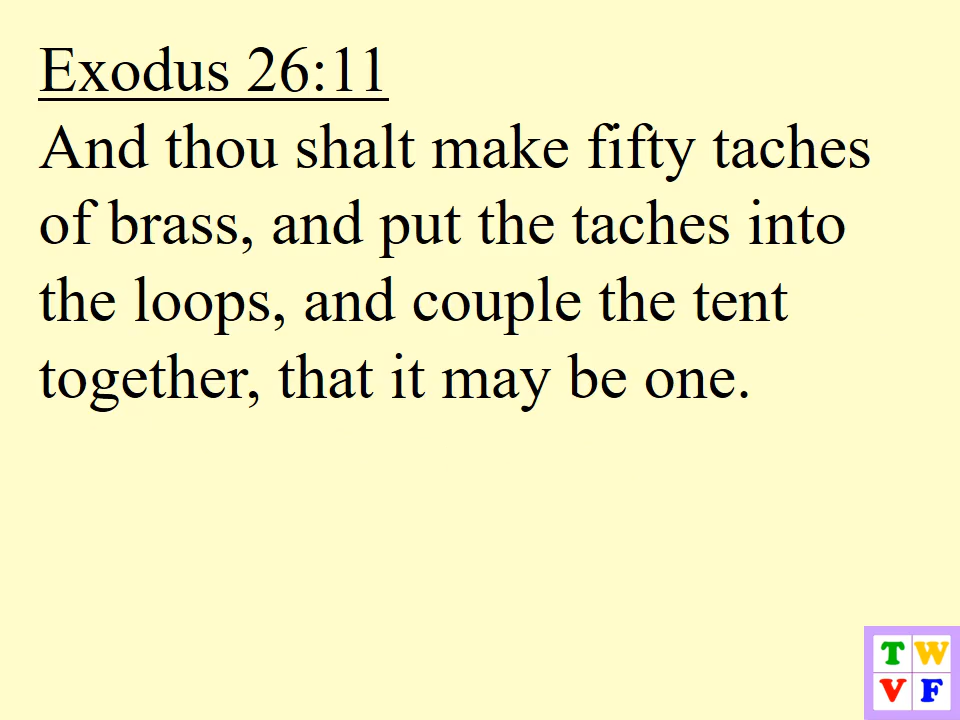 Exodus 26:11
And thou shalt make fifty taches
of brass, and put the taches into
the loops, and couple the tent
together, that it may be one.
T W
V F